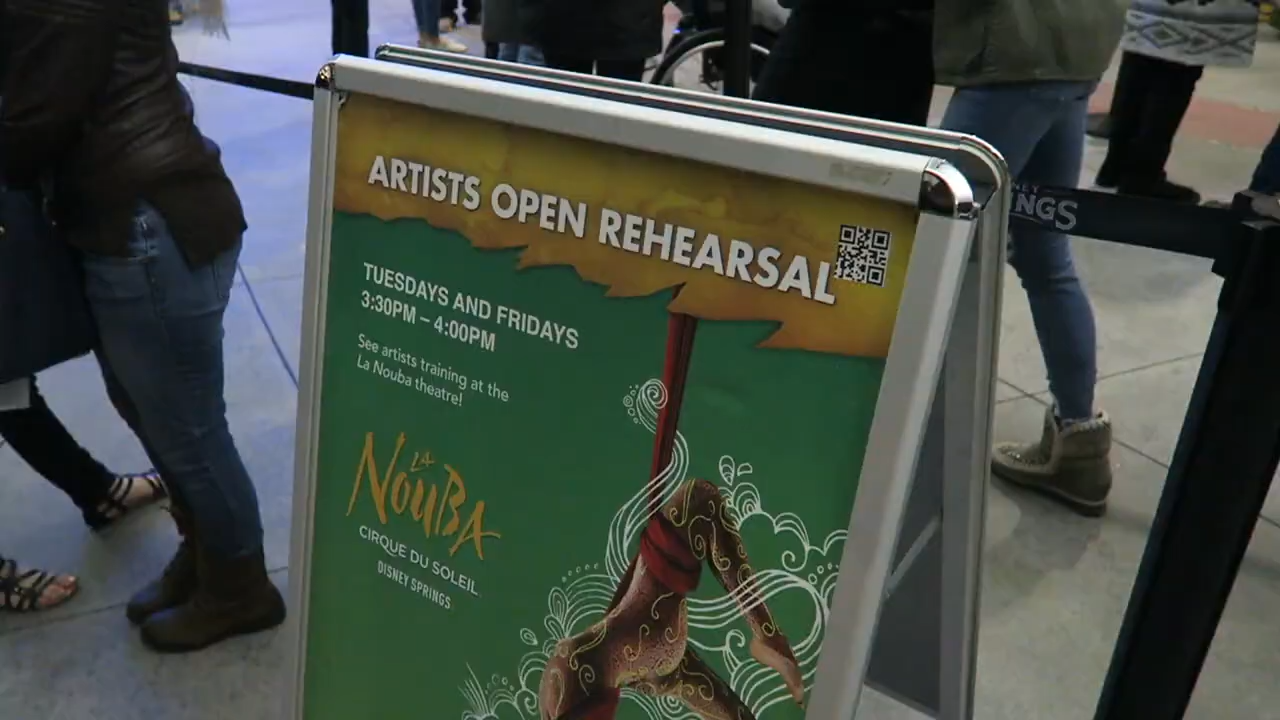 ARTISTS OPEN REHEARSAL
TUESDAYS AND FRIDAYS
3:30PM – 4:00PM
See artists training at the
La Nouba theatre!
LA
NOUBA
CIRQUE DU SOLEIL
DISNEY SPRINGS
NGS